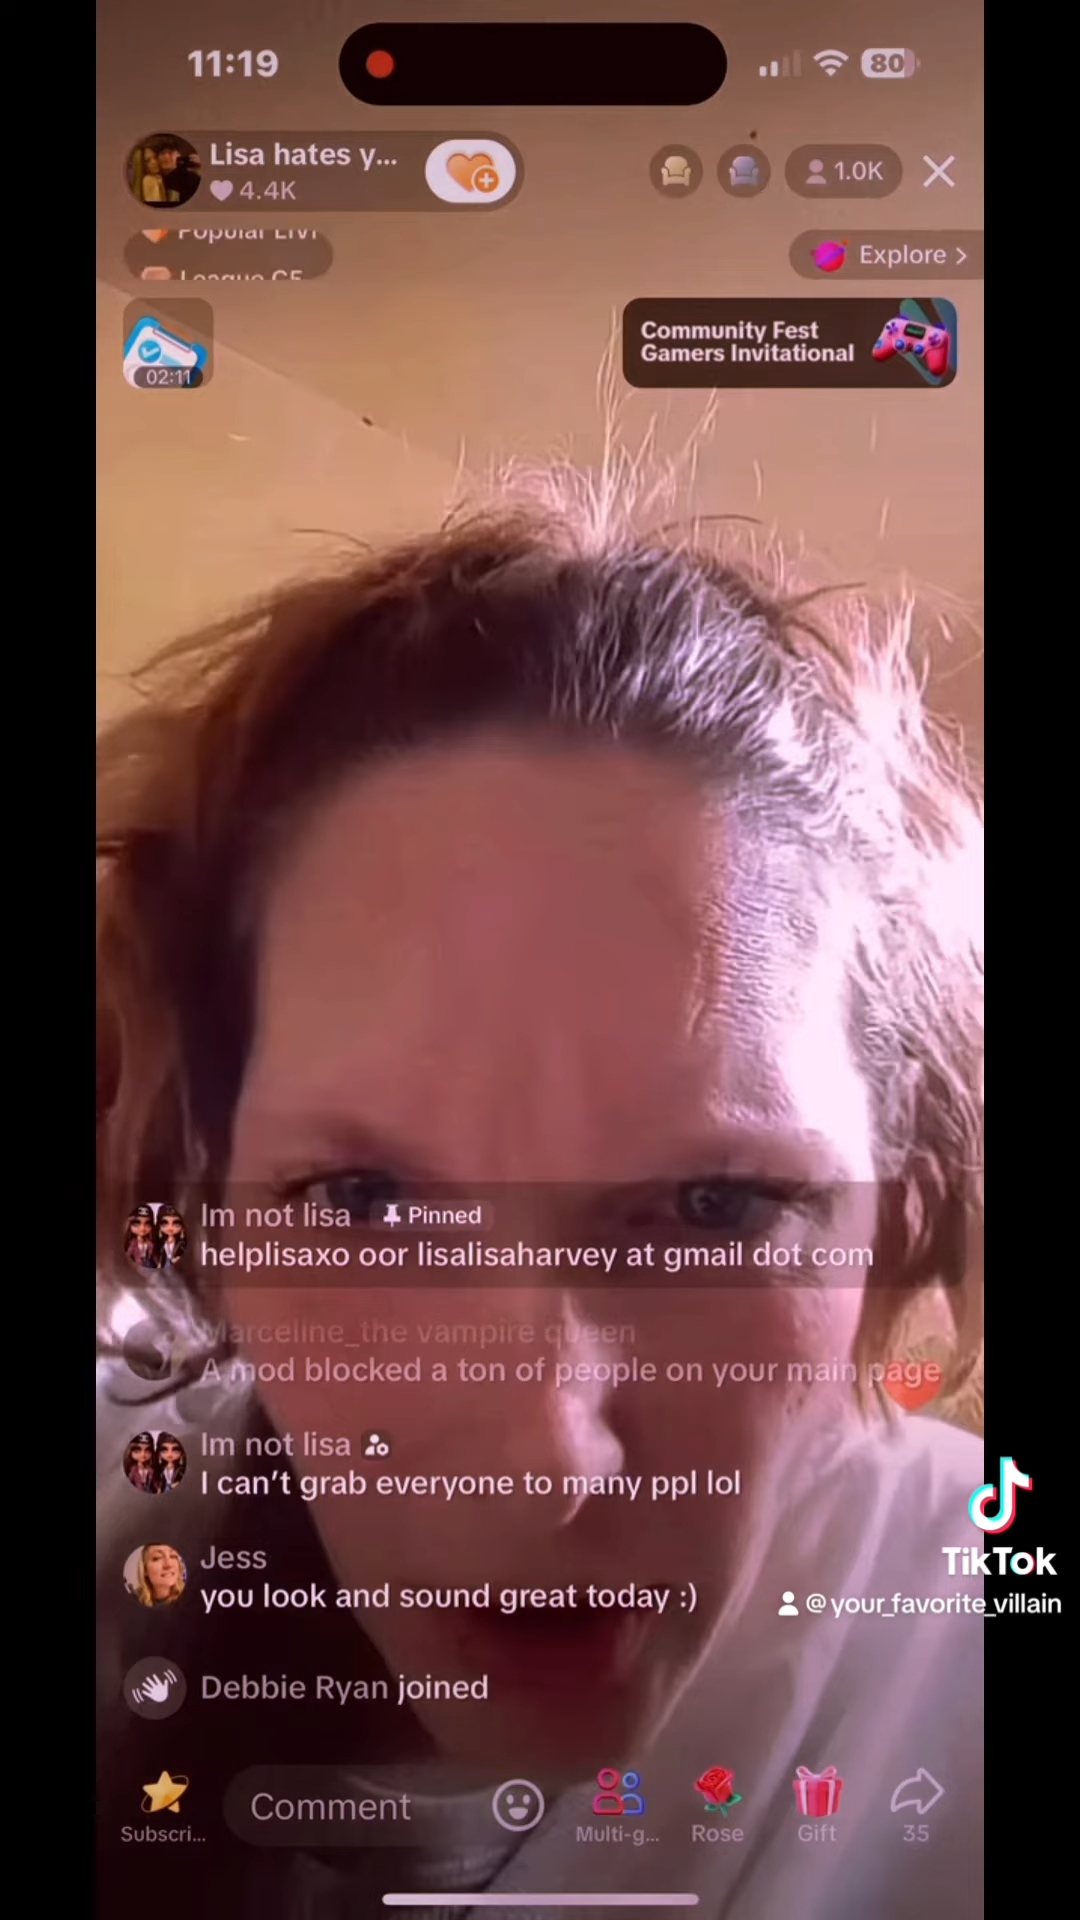 11:19
80
Lisa hates y...
4.4K
1.0K
Popular LIVE
League
Explore >
02:11
Community Fest
Gamers Invitational
Im not lisa Pinned
helplisaxo oor lisalisaharvey at gmail dot com
Marceline_the vampire queen
A mod blocked a ton of people on your main page
Im not lisa
I can't grab everyone to many ppl lol
Jess
you look and sound great today :)
TikTok
@your_favorite_villain
Debbie Ryan joined
Subscri...
Comment
Multi-g...
Rose
Gift
35